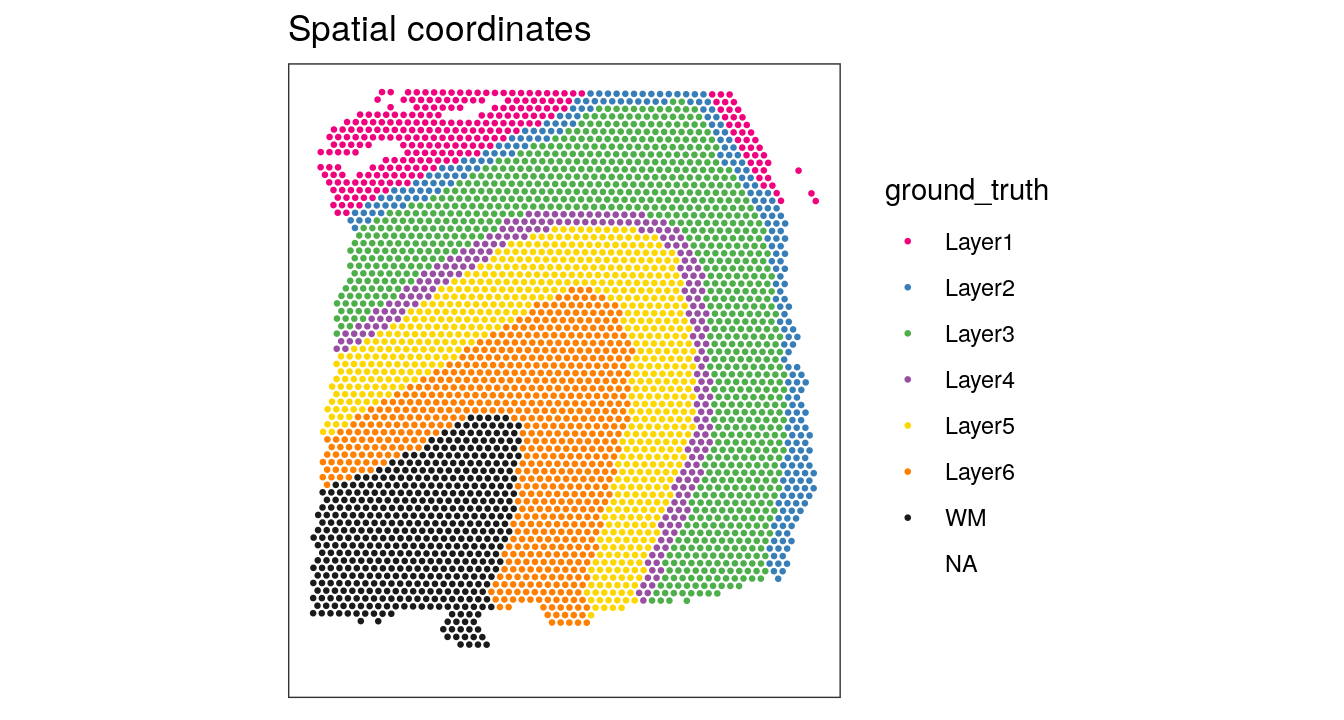 Spatial coordinates
ground_truth
Layer1
Layer2
Layer3
Layer4
Layer5
Layer6
WM
NA